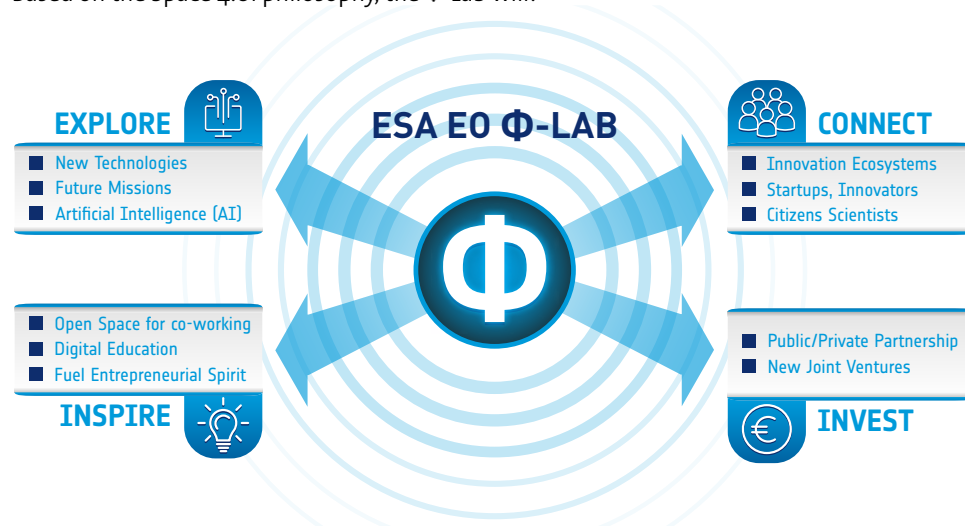 ESA EO Φ-LAB
EXPLORE
New Technologies
Future Missions
Artificial Intelligence (AI)
CONNECT
Innovation Ecosystems
Startups, Innovators
Citizens Scientists
Φ
Open Space for co-working
Digital Education
Fuel Entrepreneurial Spirit
INSPIRE
Public/Private Partnership
New Joint Ventures
€
INVEST